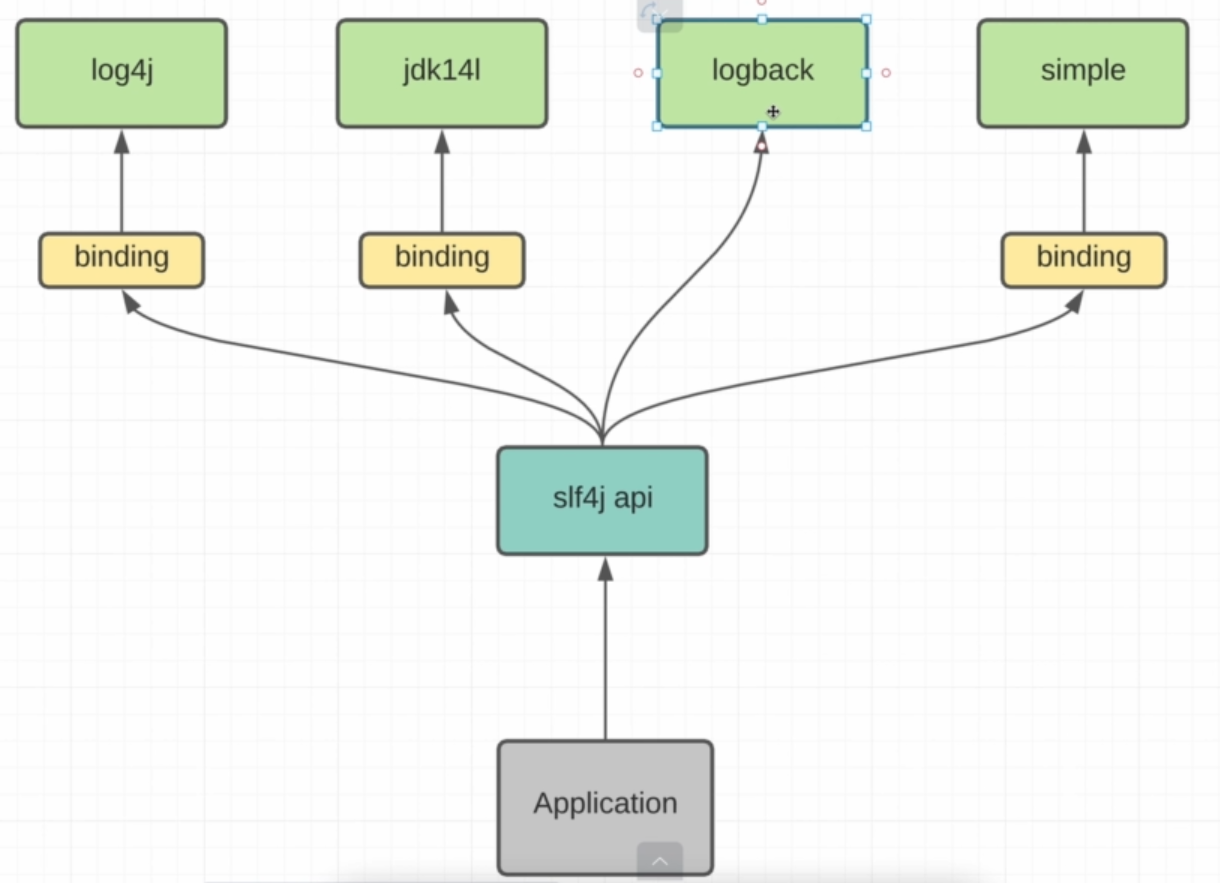 log4j
jdk14l
logback
simple
binding
binding
binding
slf4j api
Application